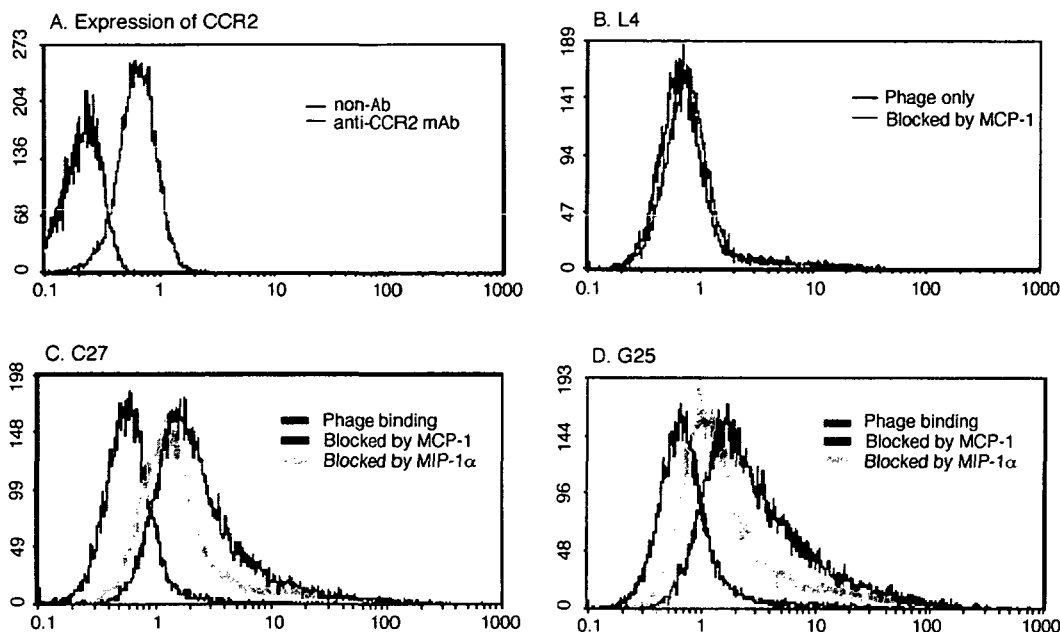 A. Expression of CCR2
273
204
136
68
0
0.1 1 10 100 1000
non-Ab
anti-CCR2 mAb
B. L4
189
141
94
47
0
0.1 1 10 100 1000
Phage only
Blocked by MCP-1
C. C27
198
148
99
49
0
0.1 1 10 100 1000
Phage binding
Blocked by MCP-1
Blocked by MIP-1α
D. G25
193
144
96
48
0
0.1 1 10 100 1000
Phage binding
Blocked by MCP-1
Blocked by MIP-1α